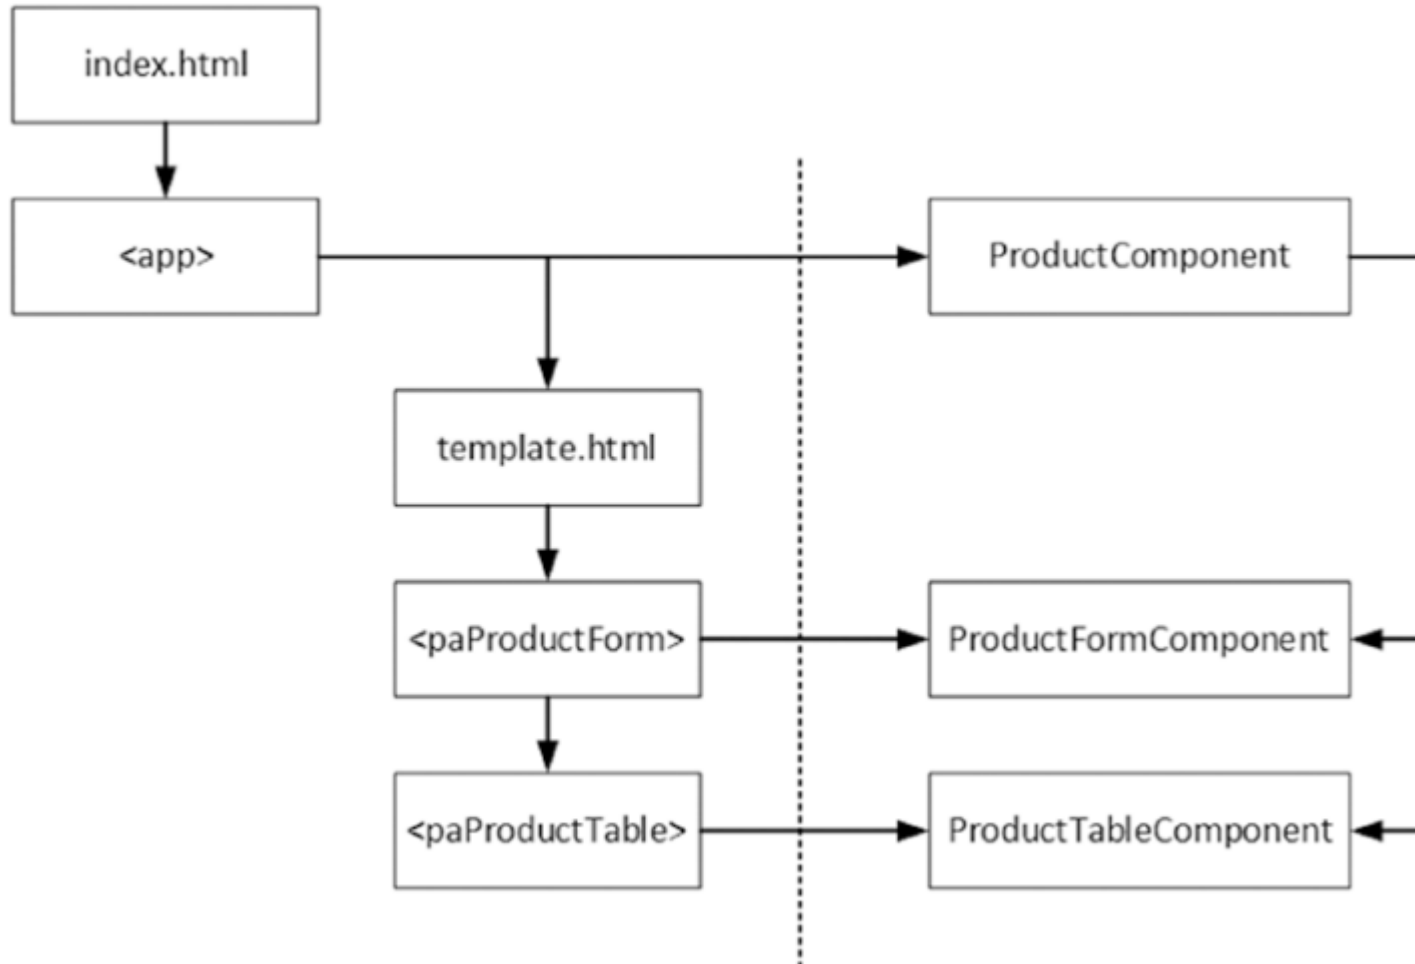 index.html
<app>
ProductComponent
template.html
<paProductForm>
ProductFormComponent
<paProductTable>
ProductTableComponent